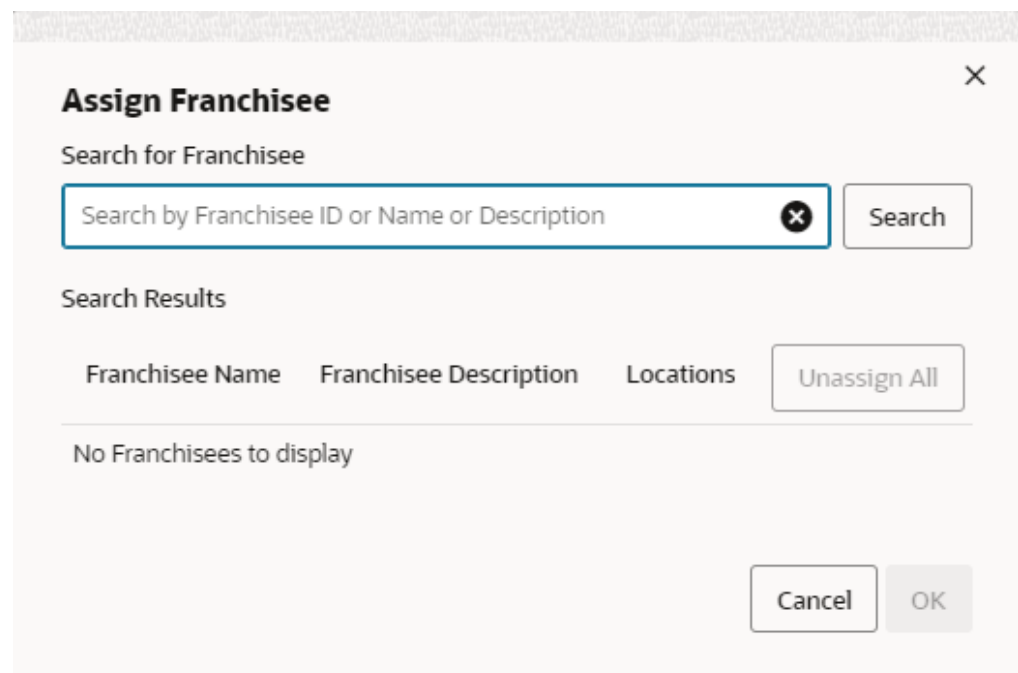 Assign Franchisee
Search for Franchisee
Search by Franchisee ID or Name or Description
Search
Search Results
Franchisee Name Franchisee Description Locations Unassign All
No Franchisees to display
Cancel OK